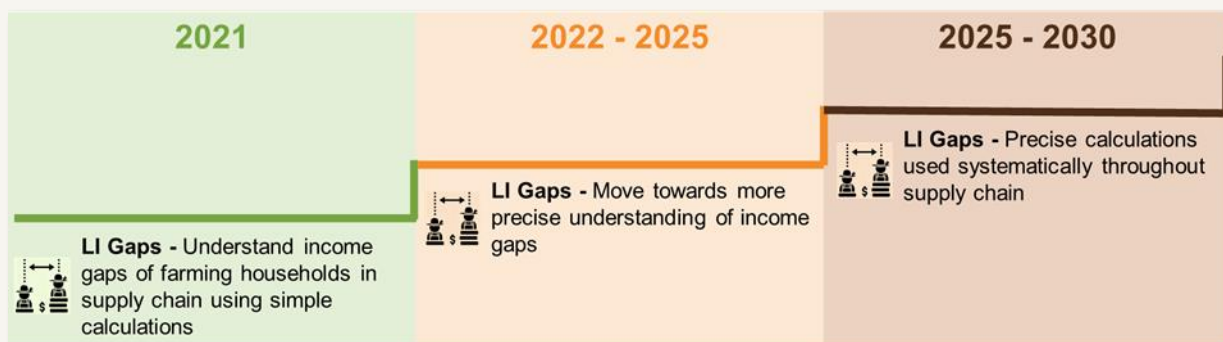 2021
LI Gaps - Understand income
gaps of farming households in
supply chain using simple
calculations
2022 - 2025
LI Gaps - Move towards more
precise understanding of income
gaps
2025 - 2030
LI Gaps - Precise calculations
used systematically throughout
supply chain
$
$
$